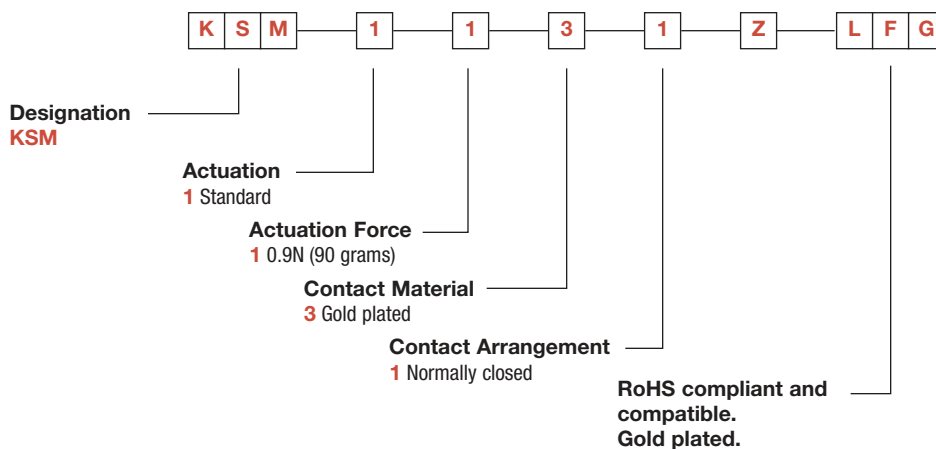 K S M 1 1 3 1 Z L F G
Designation
KSM
Actuation
1 Standard
Actuation Force
1 0.9N (90 grams)
Contact Material
3 Gold plated
Contact Arrangement
1 Normally closed
RoHS compliant and
compatible.
Gold plated.